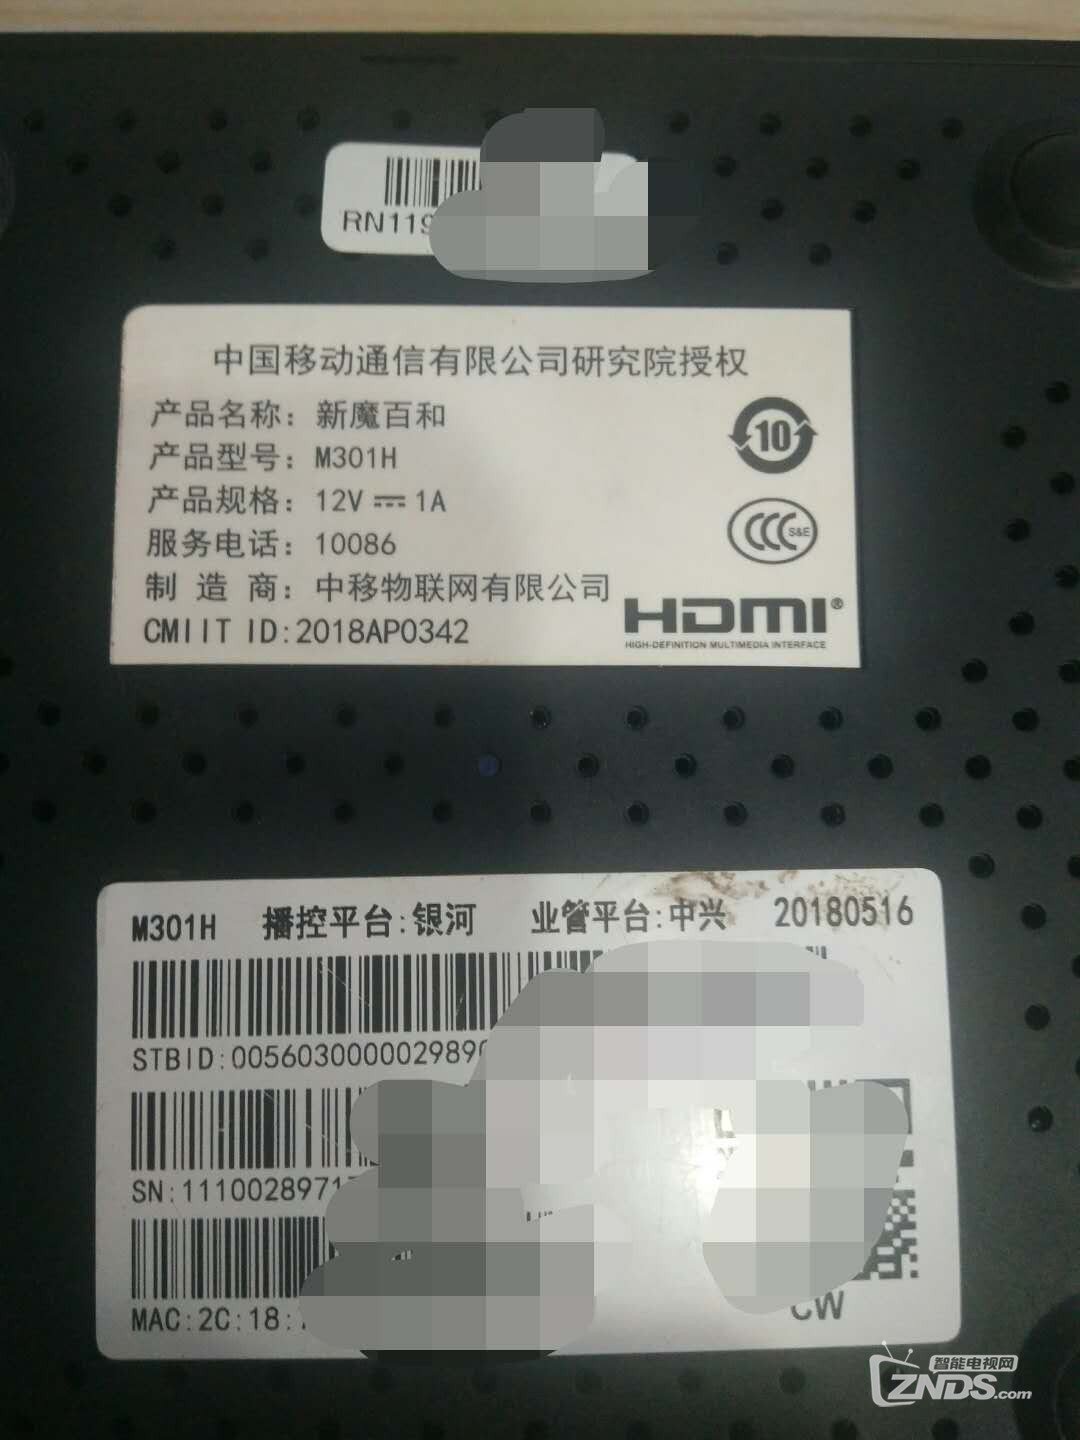 RN119
中国移动通信有限公司研究院授权
产品名称：新魔百和
产品型号：M301H
产品规格：12V ⎓ 1A
服务电话：10086
制 造 商：中移物联网有限公司
CMIIT ID:2018AP0342
10
CCC S&E
HDMI®
HIGH-DEFINITION MULTIMEDIA INTERFACE
M301H 播控平台:银河 业管平台:中兴 20180516
STBID:0056030000029890
SN:1110028971
MAC:2C:18:
CW
智能电视网
ZNDS.com